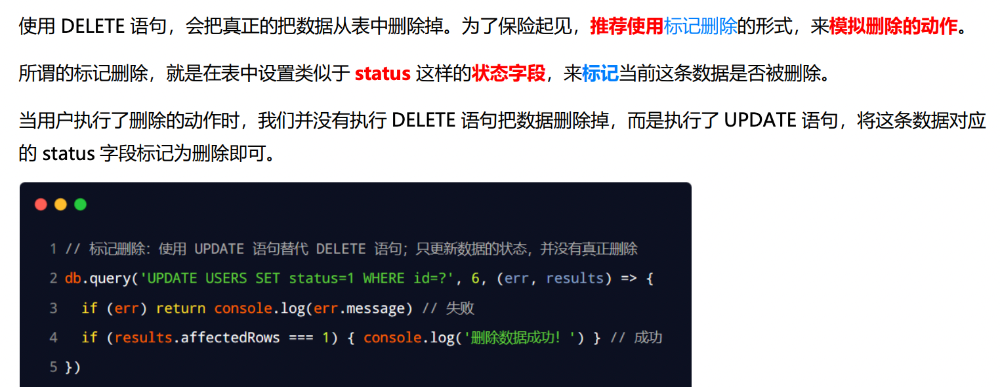 使用 DELETE 语句，会把真正的把数据从表中删除掉。为了保险起见，推荐使用标记删除的形式，来模拟删除的动作。
所谓的标记删除，就是在表中设置类似于 status 这样的状态字段，来标记当前这条数据是否被删除。
当用户执行了删除的动作时，我们并没有执行 DELETE 语句把数据删除掉，而是执行了 UPDATE 语句，将这条数据对应
的 status 字段标记为删除即可。
1 // 标记删除：使用 UPDATE 语句替代 DELETE 语句；只更新数据的状态，并没有真正删除
2 db.query('UPDATE USERS SET status=1 WHERE id=?', 6, (err, results) => {
3   if (err) return console.log(err.message) // 失败
4   if (results.affectedRows === 1) { console.log('删除数据成功！') } // 成功
5 })